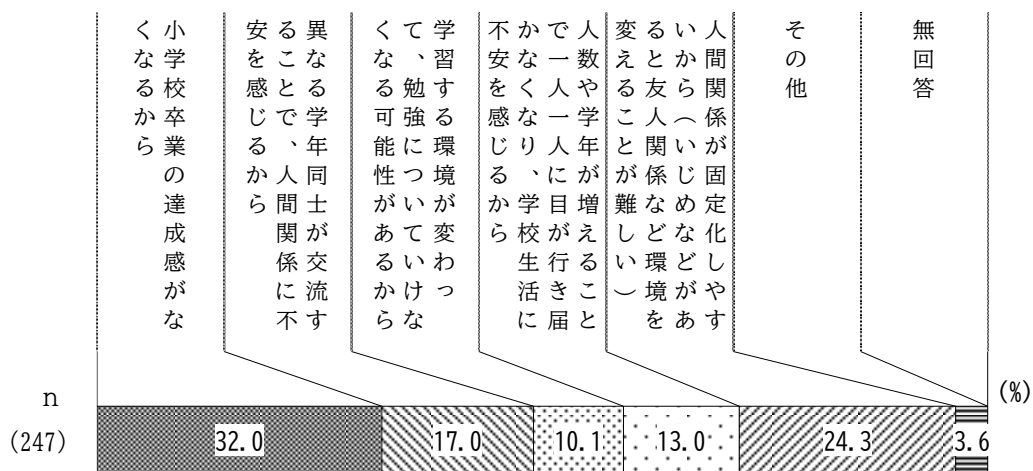 小学校卒業の達成感がな
くなるから
異なる学年同士が交流す
ることで、人間関係に不
安を感じるから
学習する環境が変わっ
て、勉強についていけな
くなる可能性があるから
人数や学年が増えること
で一人一人に目が行き届
かなくなり、学校生活に
不安を感じるから
人間関係が固定化しやす
いから（いじめなどがあ
ると友人関係など環境を
変えることが難しい）
その他
無回答
(%)
n
(247)
32.0
17.0
10.1
13.0
24.3
3.6